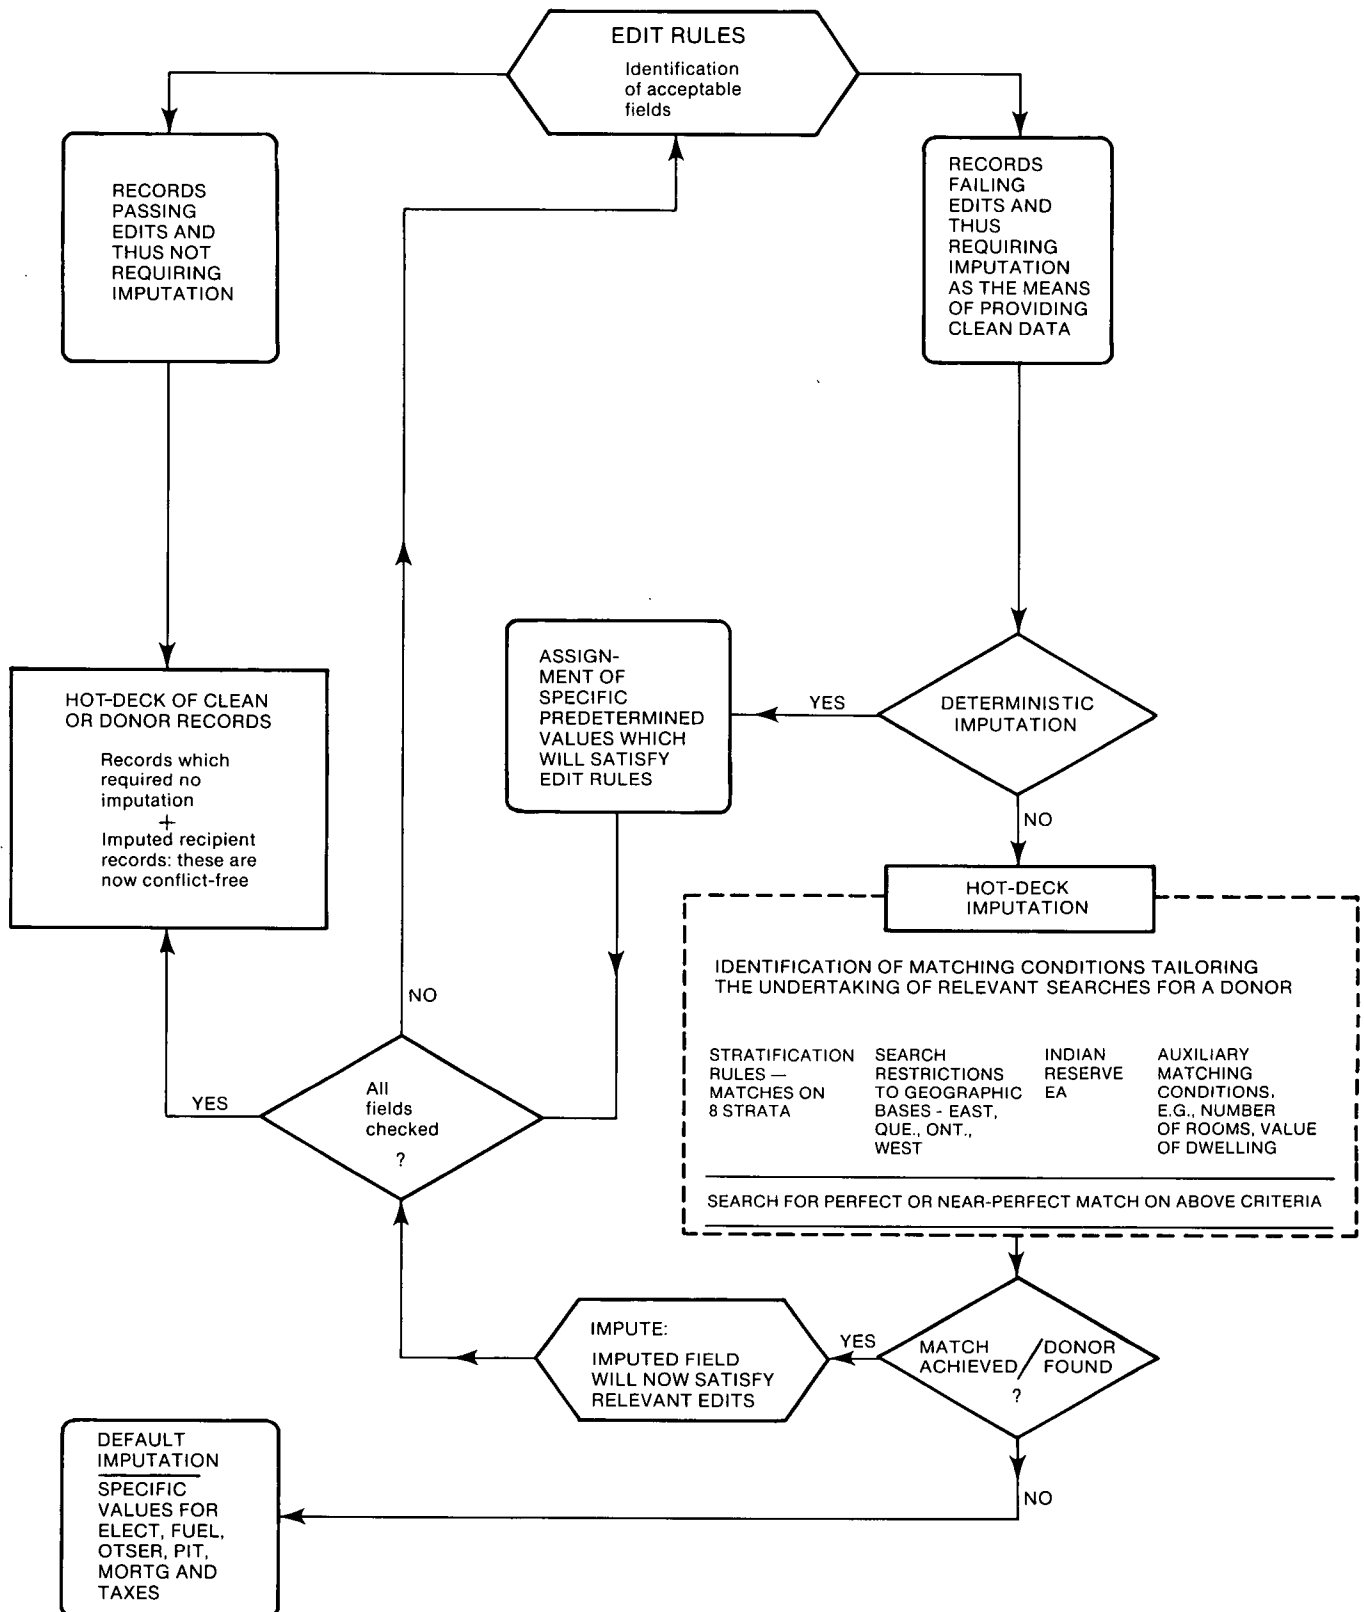 EDIT RULES
Identification
of acceptable
fields
RECORDS
PASSING
EDITS AND
THUS NOT
REQUIRING
IMPUTATION
RECORDS
FAILING
EDITS AND
THUS
REQUIRING
IMPUTATION
AS THE MEANS
OF PROVIDING
CLEAN DATA
HOT-DECK OF CLEAN
OR DONOR RECORDS
Records which
required no
imputation
+
Imputed recipient
records: these are
now conflict-free
ASSIGN-
MENT OF
SPECIFIC
PREDETERMINED
VALUES WHICH
WILL SATISFY
EDIT RULES
YES
DETERMINISTIC
IMPUTATION
NO
HOT-DECK
IMPUTATION
IDENTIFICATION OF MATCHING CONDITIONS TAILORING
THE UNDERTAKING OF RELEVANT SEARCHES FOR A DONOR
STRATIFICATION
RULES —
MATCHES ON
8 STRATA
SEARCH
RESTRICTIONS
TO GEOGRAPHIC
BASES - EAST,
QUE., ONT.,
WEST
INDIAN
RESERVE
EA
AUXILIARY
MATCHING
CONDITIONS,
E.G., NUMBER
OF ROOMS, VALUE
OF DWELLING
SEARCH FOR PERFECT OR NEAR-PERFECT MATCH ON ABOVE CRITERIA
NO
YES
All
fields
checked
?
IMPUTE:
IMPUTED FIELD
WILL NOW SATISFY
RELEVANT EDITS
YES
MATCH / DONOR
ACHIEVED / FOUND
?
NO
DEFAULT
IMPUTATION
SPECIFIC
VALUES FOR
ELECT, FUEL,
OTSER, PIT,
MORTG AND
TAXES